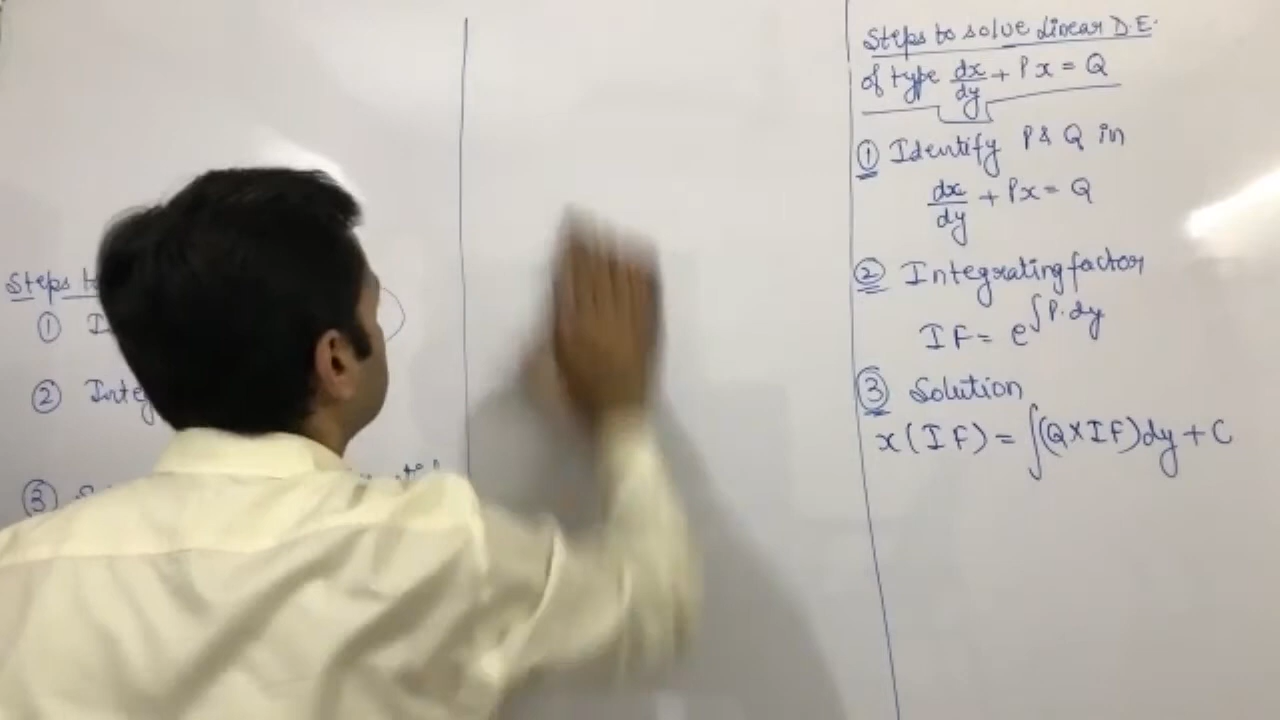 Steps
①
②
③
Steps to solve Linear D.E.
of type dx/dy + Px = Q
① Identify P & Q in
dx/dy + Px = Q
② Integrating factor
IF = e^∫P.dy
③ Solution
x(IF) = ∫(Q×IF)dy + C